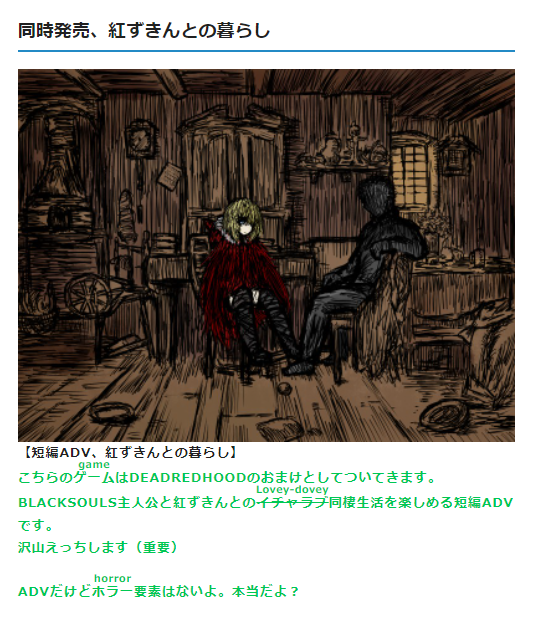 同時発売、紅ずきんとの暮らし
【短編ADV、紅ずきんとの暮らし】
game
こちらのゲームはDEADREDHOODのおまけとしてついてきます。
Lovey-dovey
BLACKSOULS主人公と紅ずきんとのイチャラブ同棲生活を楽しめる短編ADV
です。
沢山えっちします（重要）
horror
ADVだけどホラー要素はないよ。本当だよ？